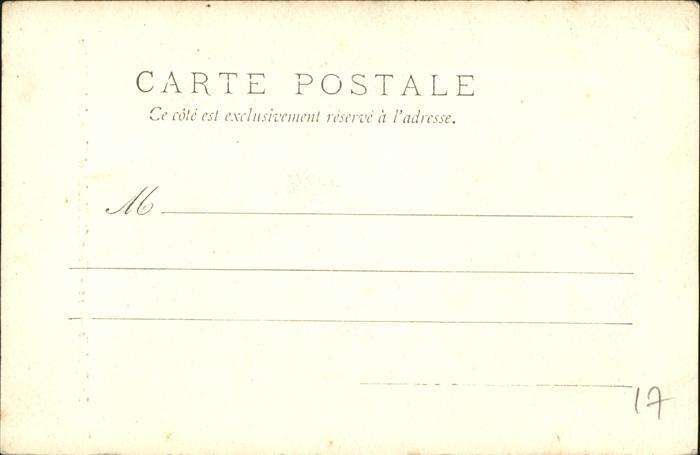 CARTE POSTALE
Ce côté est exclusivement réservé à l'adresse.
M
17